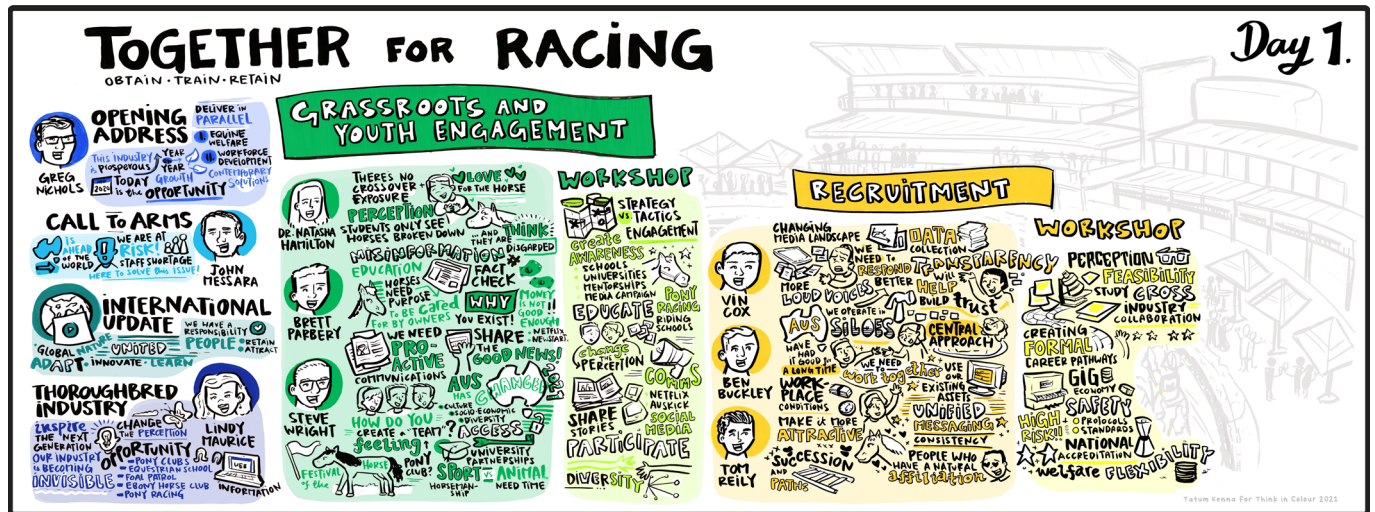 TOGETHER FOR RACING
OBTAIN · TRAIN · RETAIN
Day 1.
OPENING
ADDRESS
GREG
NICHOLS
DELIVER IN
PARALLEL
I. EQUINE
WELFARE
II. WORKFORCE
DEVELOPMENT
CONTEMPORARY
SOLUTIONS
THIS INDUSTRY
is PROSPEROUS
YEAR
YEAR
GROWTH
TODAY
is the OPPORTUNITY
CALL To ARMS
IS
AHEAD
OF THE
WORLD
WE ARE AT
RISK!
STAFF SHORTAGE
HERE TO SOLVE this ISSUE!
JOHN
MESSARA
INTERNATIONAL
UPDATE
WE HAVE A
RESPONSIBILITY
PEOPLE
• RETAIN
• ATTRACT
GLOBAL NATURE
UNITED
ADAPT · INNOVATE · LEARN
THOROUGHBRED
INDUSTRY
LINDY
MAURICE
inspire
THE NEXT
GENERATION
CHANGE
THE PERCEPTION
OPPORTUNITY
OUR INDUSTRY
is BECOMING
INVISIBLE
- PONY CLUBS
- EQUESTRIAN SCHOOL
- FOAL PATROL
- EBONY HORSE CLUB
- PONY RACING
WEB
INFORMATION
GRASSROOTS AND
YOUTH ENGAGEMENT
DR. NATASHA
HAMILTON
BRETT
PARBERY
STEVE
WRIGHT
THERES NO
CROSSOVER +
EXPOSURE
LOVE
FOR THE HORSE
PERCEPTION
STUDENTS ONLY SEE
HORSES BROKEN DOWN
... AND
THEY ARE
THINK
DISGARDED
MISINFORMATION
EDUCATION
FACT
CHECK
HORSES
NEED
PURPOSE
TO BE CARED
FOR BY OWNERS
WHY
YOU EXIST!
MONEY
IS NOT
GOOD
ENOUGH
WE NEED
PRO-
ACTIVE
COMMUNICATIONS
SHARE
THE
GOOD NEWS!
• NETFLIX
AUS
HAS
CHANGED
• CULTURE
• SOCIO-ECONOMIC
• DIVERSITY
ACCESS
HOW DO YOU
CREATE A "TEAM"
feeling?
PONY
CLUB?
UNIVERSITY
PARTNERSHIPS
FESTIVAL
of the
HORSE
SPORT
HORSEMAN-
SHIP
ANIMAL
NEED TIME
WORKSHOP
STRATEGY
VS TACTICS
ENGAGEMENT
create
AWARENESS
- SCHOOLS
- UNIVERSITIES
- MENTORSHIPS
MEDIA CAMPAIGN
PONY
RACING
RIDING
SCHOOLS
EDUCATE
change
the
PERCEPTION
COMMS
NETFLIX
AUSKICK
SOCIAL
MEDIA
SHAPE
STORIES
PARTICIPATE
DIVERSITY
RECRUITMENT
VIN
COX
BEN
BUCKLEY
TOM
REILY
CHANGING
MEDIA LANDSCAPE
MORE
LOUD VOICES
WE
NEED TO
RESPOND
BETTER
DATA
COLLECTION
TRANSPARENCY
WILL
HELP
BUILD trust
AUS
HAVE
HAD IT GOOD for
A LONG TIME
WE OPERATE IN
SILOES
CENTRAL
APPROACH
WE NEED
TO
work together
WORK-
PLACE
CONDITIONS
USE
OUR
EXISTING
ASSETS
MAKE it MORE
ATTRACTIVE
UNIFIED
MESSAGING
CONSISTENCY
SUCCESSION
AND
PATHS
PEOPLE WHO
HAVE A NATURAL
affiliation
WORKSHOP
PERCEPTION
FEASIBILITY
STUDY
CROSS
INDUSTRY
COLLABORATION
CREATING
FORMAL
CAREER PATHWAYS
GIG
ECONOMY
SAFETY
• PROTOCOLS
• STANDARDS
HIGH
RISK!!
NATIONAL
ACCREDITATION
welfare
FLEXIBILITY
Tatum Kenna for Think in Colour 2021